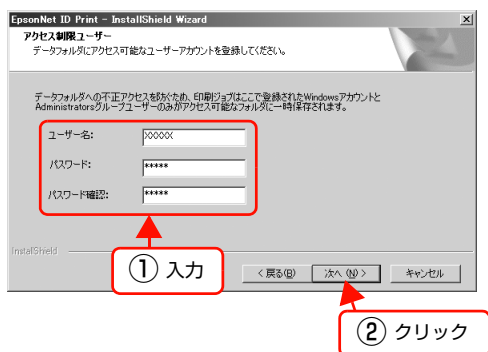 EpsonNet ID Print - InstallShield Wizard
アクセス制限ユーザー
データフォルダにアクセス可能なユーザーアカウントを登録してください。
データフォルダへの不正アクセスを防ぐため、印刷ジョブはここで登録されたWindowsアカウントと
Administratorsグループユーザーのみがアクセス可能なフォルダに一時保存されます。
ユーザー名: XXXXX
パスワード: *****
パスワード確認: *****
InstallShield
① 入力
< 戻る(B) 次へ (N) > キャンセル
② クリック